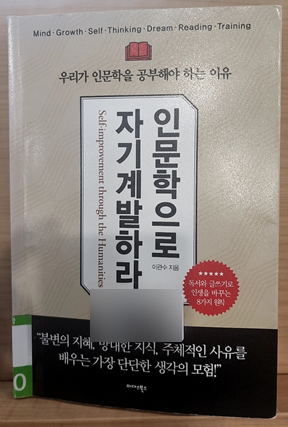 Mind · Growth · Self · Thinking · Dream · Reading · Training
우리가 인문학을 공부해야 하는 이유
인문학으로
자기계발하라
Self-improvement through the Humanities
이관수 지음
★★★★★
독서와 글쓰기로
인생을 바꾸는
8가지 원칙
"불변의 지혜, 방대한 지식, 주체적인 사유를
배우는 가장 단단한 생각의 모험!"
0